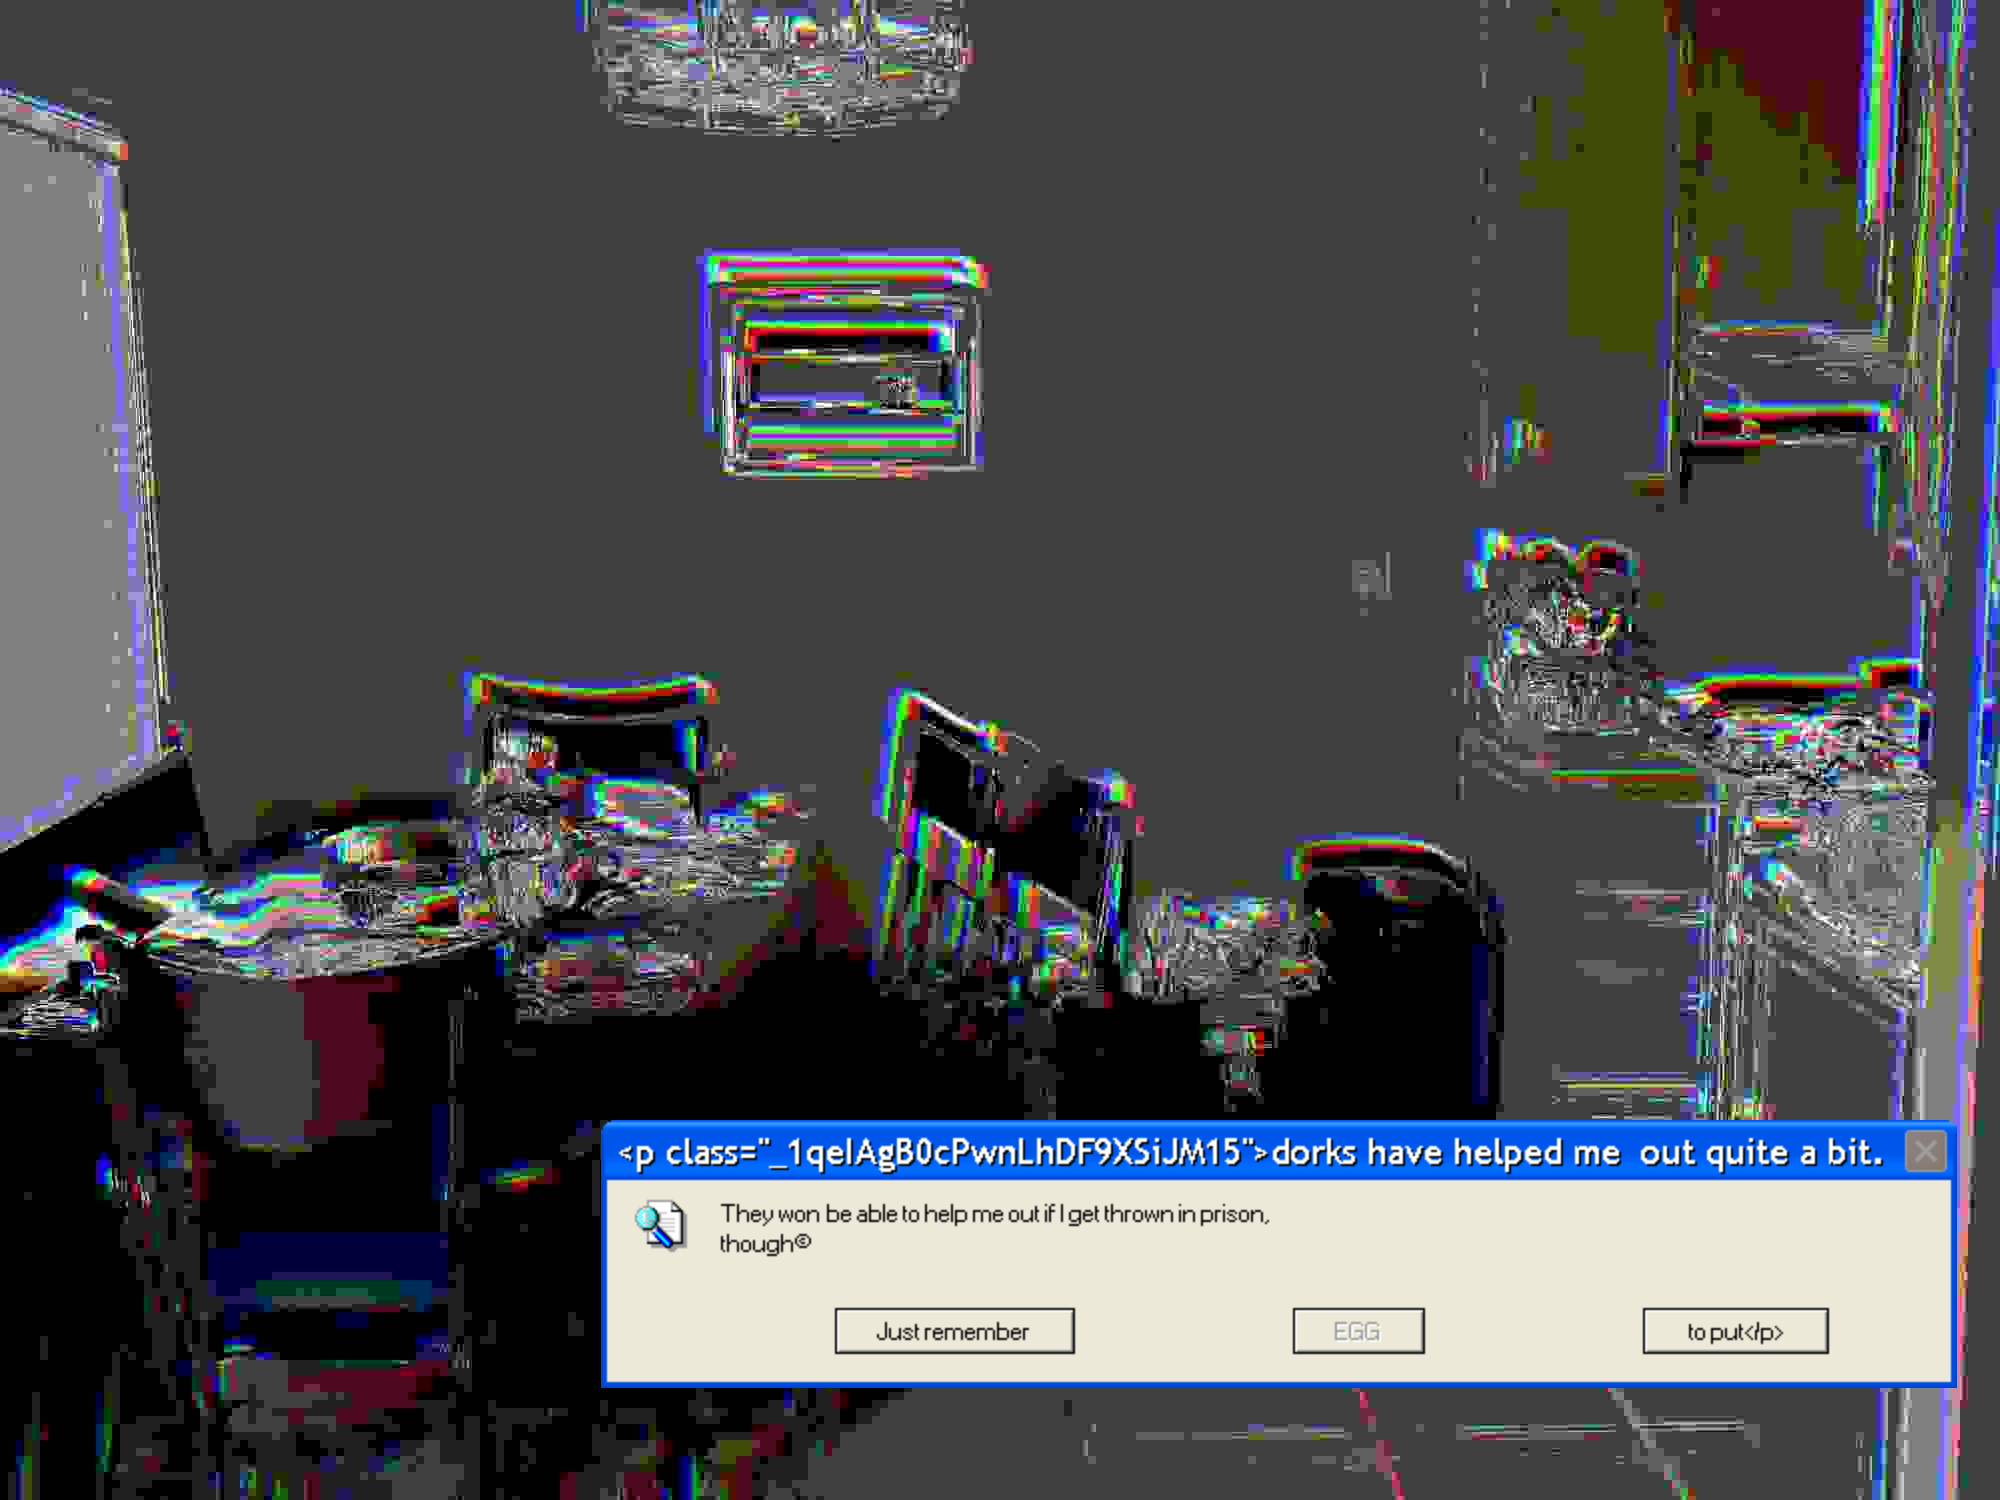 <p class="_1qeIAgB0cPwnLhDF9XSiJM15">dorks have helped me  out quite a bit.
They won be able to help me out if I get thrown in prison,
though©
Just remember
EGG
to put</p>